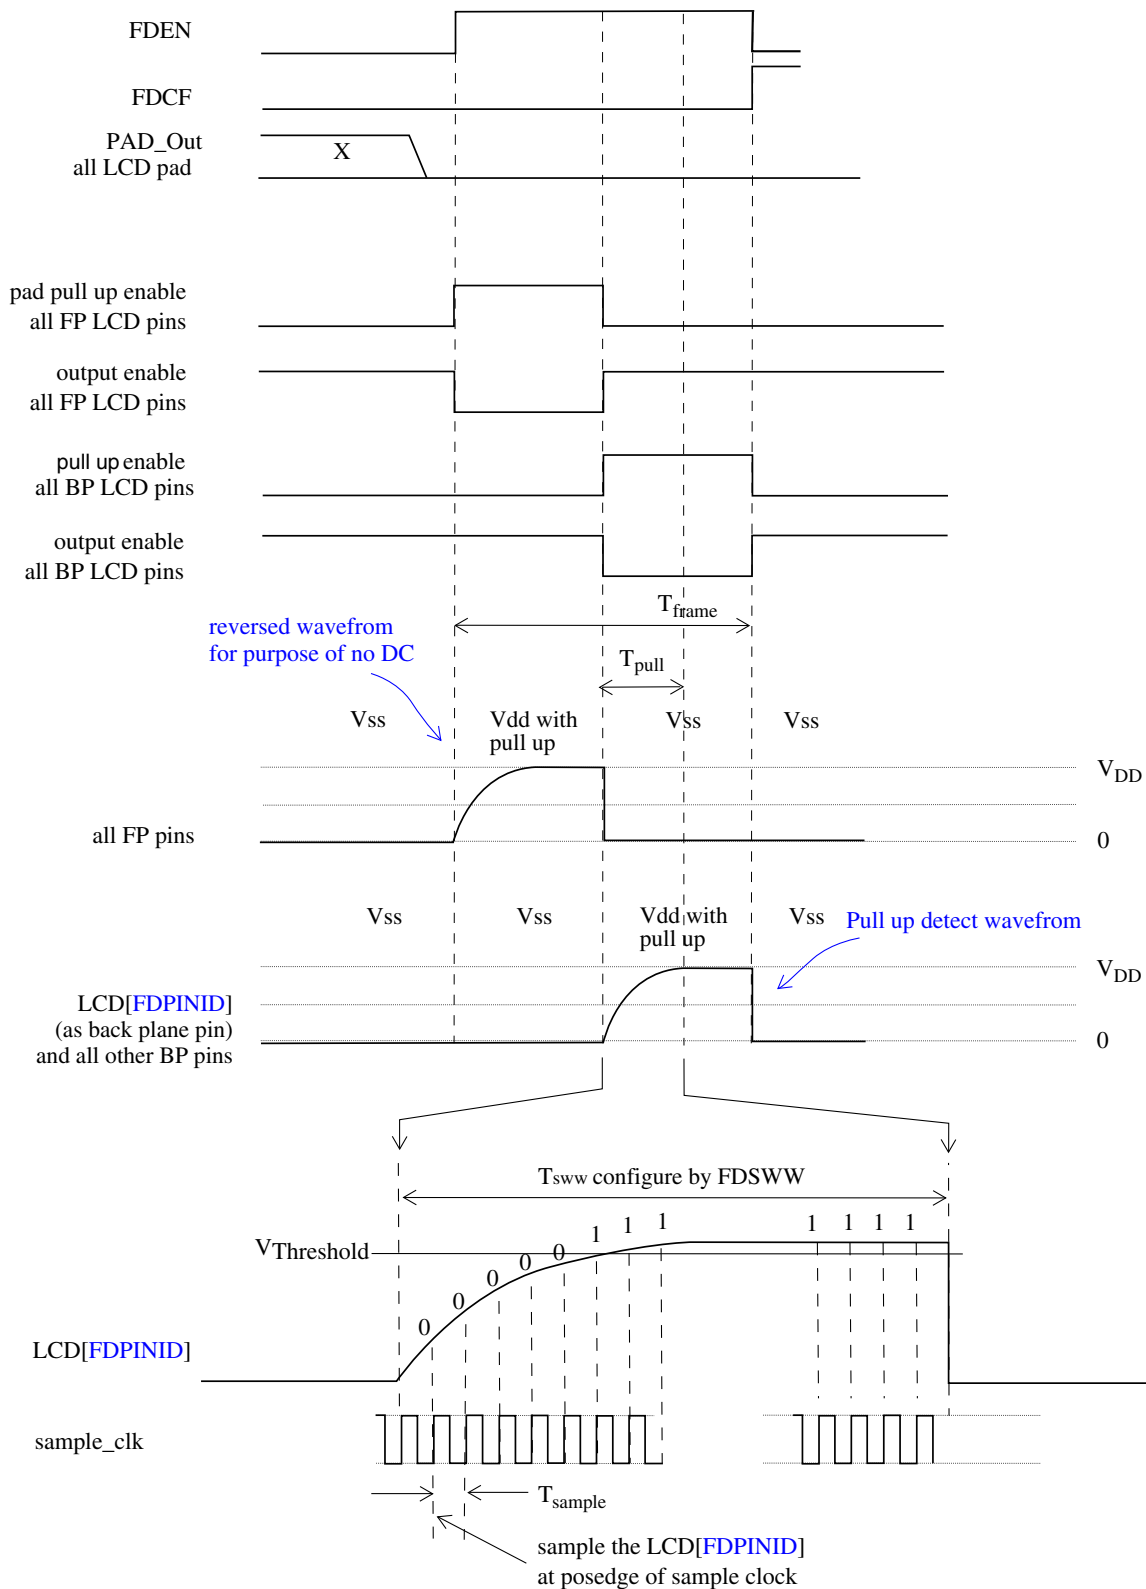 FDEN
FDCF
PAD_Out
all LCD pad
X
pad pull up enable
all FP LCD pins
output enable
all FP LCD pins
pull up enable
all BP LCD pins
output enable
all BP LCD pins
Tframe
reversed wavefrom
for purpose of no DC
Tpull
Vss
Vdd with
pull up
Vss
Vss
VDD
all FP pins
0
Vss
Vss
Vdd with
pull up
Vss
Pull up detect wavefrom
VDD
LCD[FDPINID]
(as back plane pin)
and all other BP pins
0
Tsww configure by FDSWW
VThreshold
0 0 0 0 0 1 1 1 1 1 1 1
LCD[FDPINID]
sample_clk
Tsample
sample the LCD[FDPINID]
at posedge of sample clock